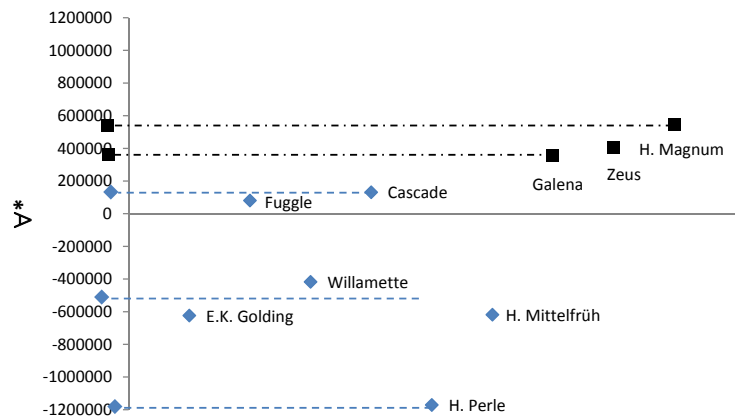 1200000
1000000
800000
600000
400000
200000
0
-200000
-400000
-600000
-800000
-1000000
-1200000
*A
H. Magnum
Zeus
Galena
Cascade
Fuggle
Willamette
E.K. Golding
H. Mittelfrüh
H. Perle